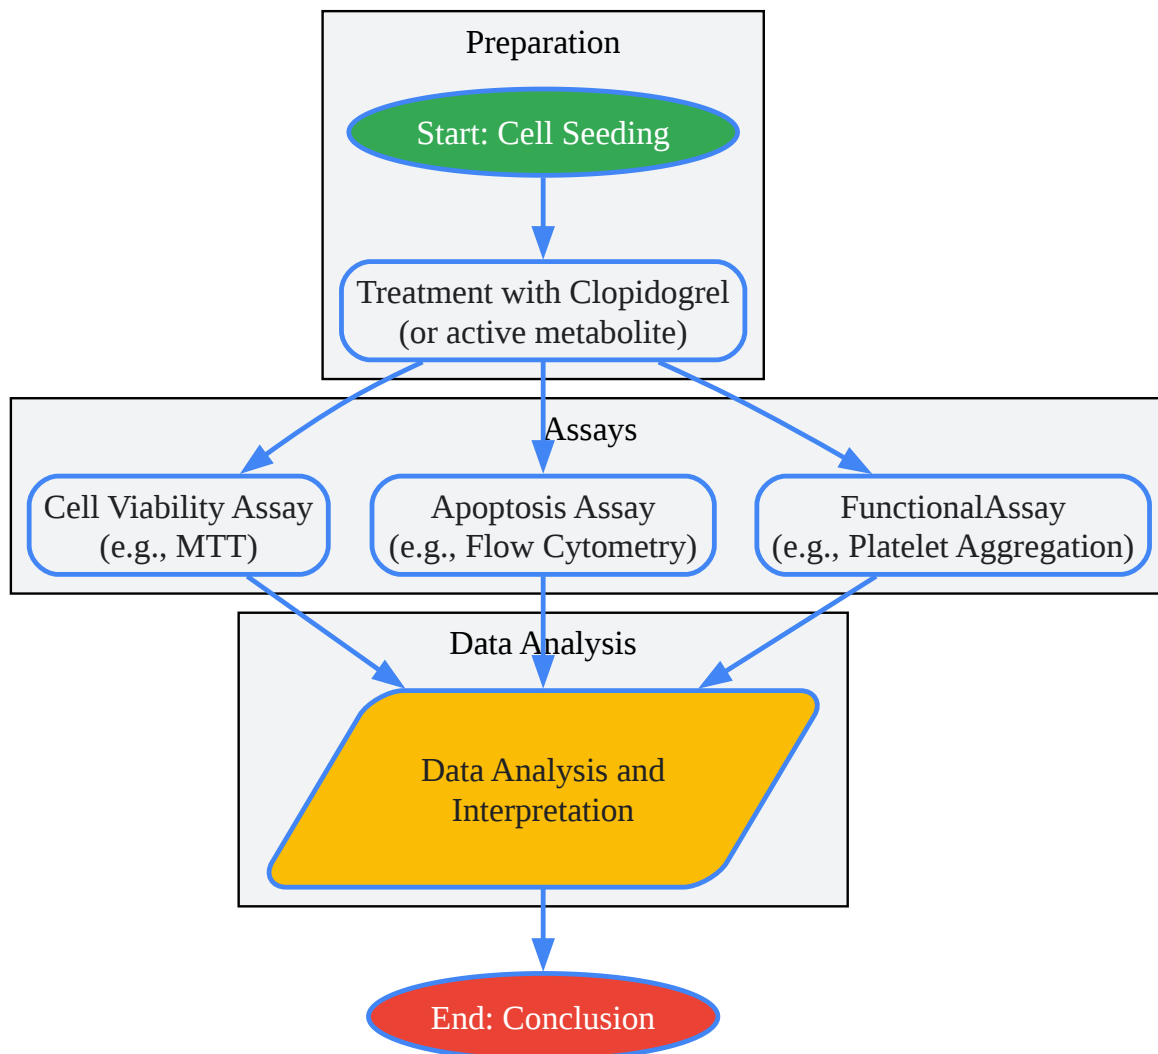 Preparation
Start: Cell Seeding
Treatment with Clopidogrel
(or active metabolite)
Assays
Cell Viability Assay
(e.g., MTT)
Apoptosis Assay
(e.g., Flow Cytometry)
FunctionalAssay
(e.g., Platelet Aggregation)
Data Analysis
Data Analysis and
Interpretation
End: Conclusion